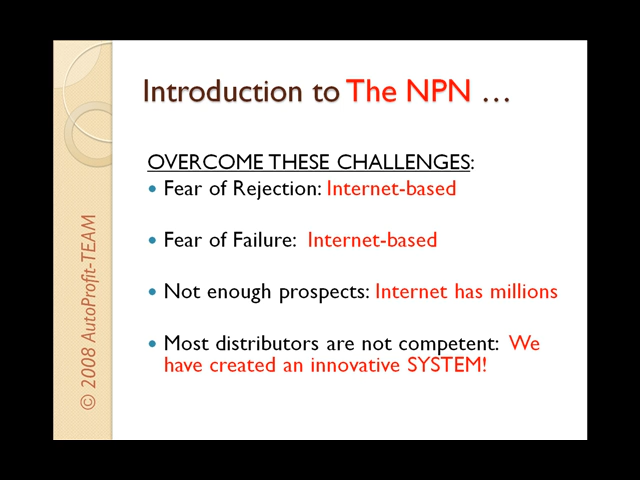 Introduction to The NPN ...
OVERCOME THESE CHALLENGES:
• Fear of Rejection: Internet-based
• Fear of Failure: Internet-based
• Not enough prospects: Internet has millions
• Most distributors are not competent: We
have created an innovative SYSTEM!
© 2008 AutoProfit-TEAM